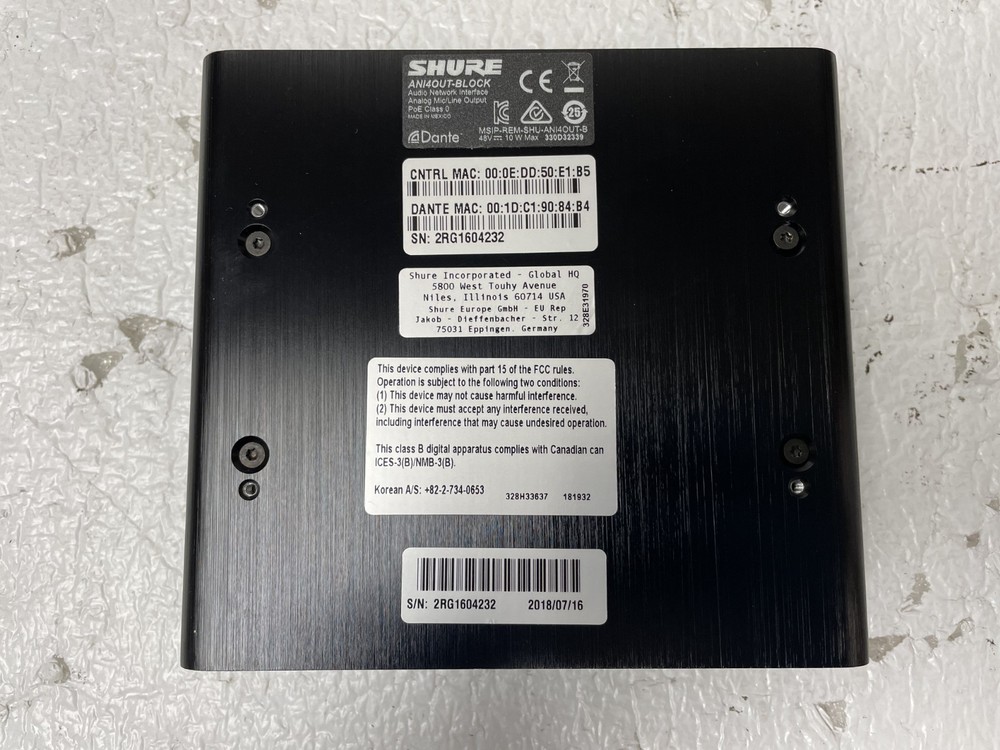 SHURE
ANI4OUT-BLOCK
Audio Network Interface
Analog Mic/Line Output
PoE Class 0
MADE IN MEXICO
CE
25
Dante
MSIP-REM-SHU-ANI4OUT-B
48V 10 W Max 330D32339
CNTRL MAC: 00:0E:DD:50:E1:B5
DANTE MAC: 00:1D:C1:90:84:B4
SN: 2RG1604232
Shure Incorporated - Global HQ
5800 West Touhy Avenue
Niles, Illinois 60714 USA
Shure Europe GmbH - EU Rep
Jakob - Dieffenbacher - Str. 12
75031 Eppingen, Germany
328E31970
This device complies with part 15 of the FCC rules.
Operation is subject to the following two conditions:
(1) This device may not cause harmful interference.
(2) This device must accept any interference received,
including interference that may cause undesired operation.
This class B digital apparatus complies with Canadian can
ICES-3(B)/NMB-3(B).
Korean A/S: +82-2-734-0653 328H33637 181932
S/N: 2RG1604232 2018/07/16